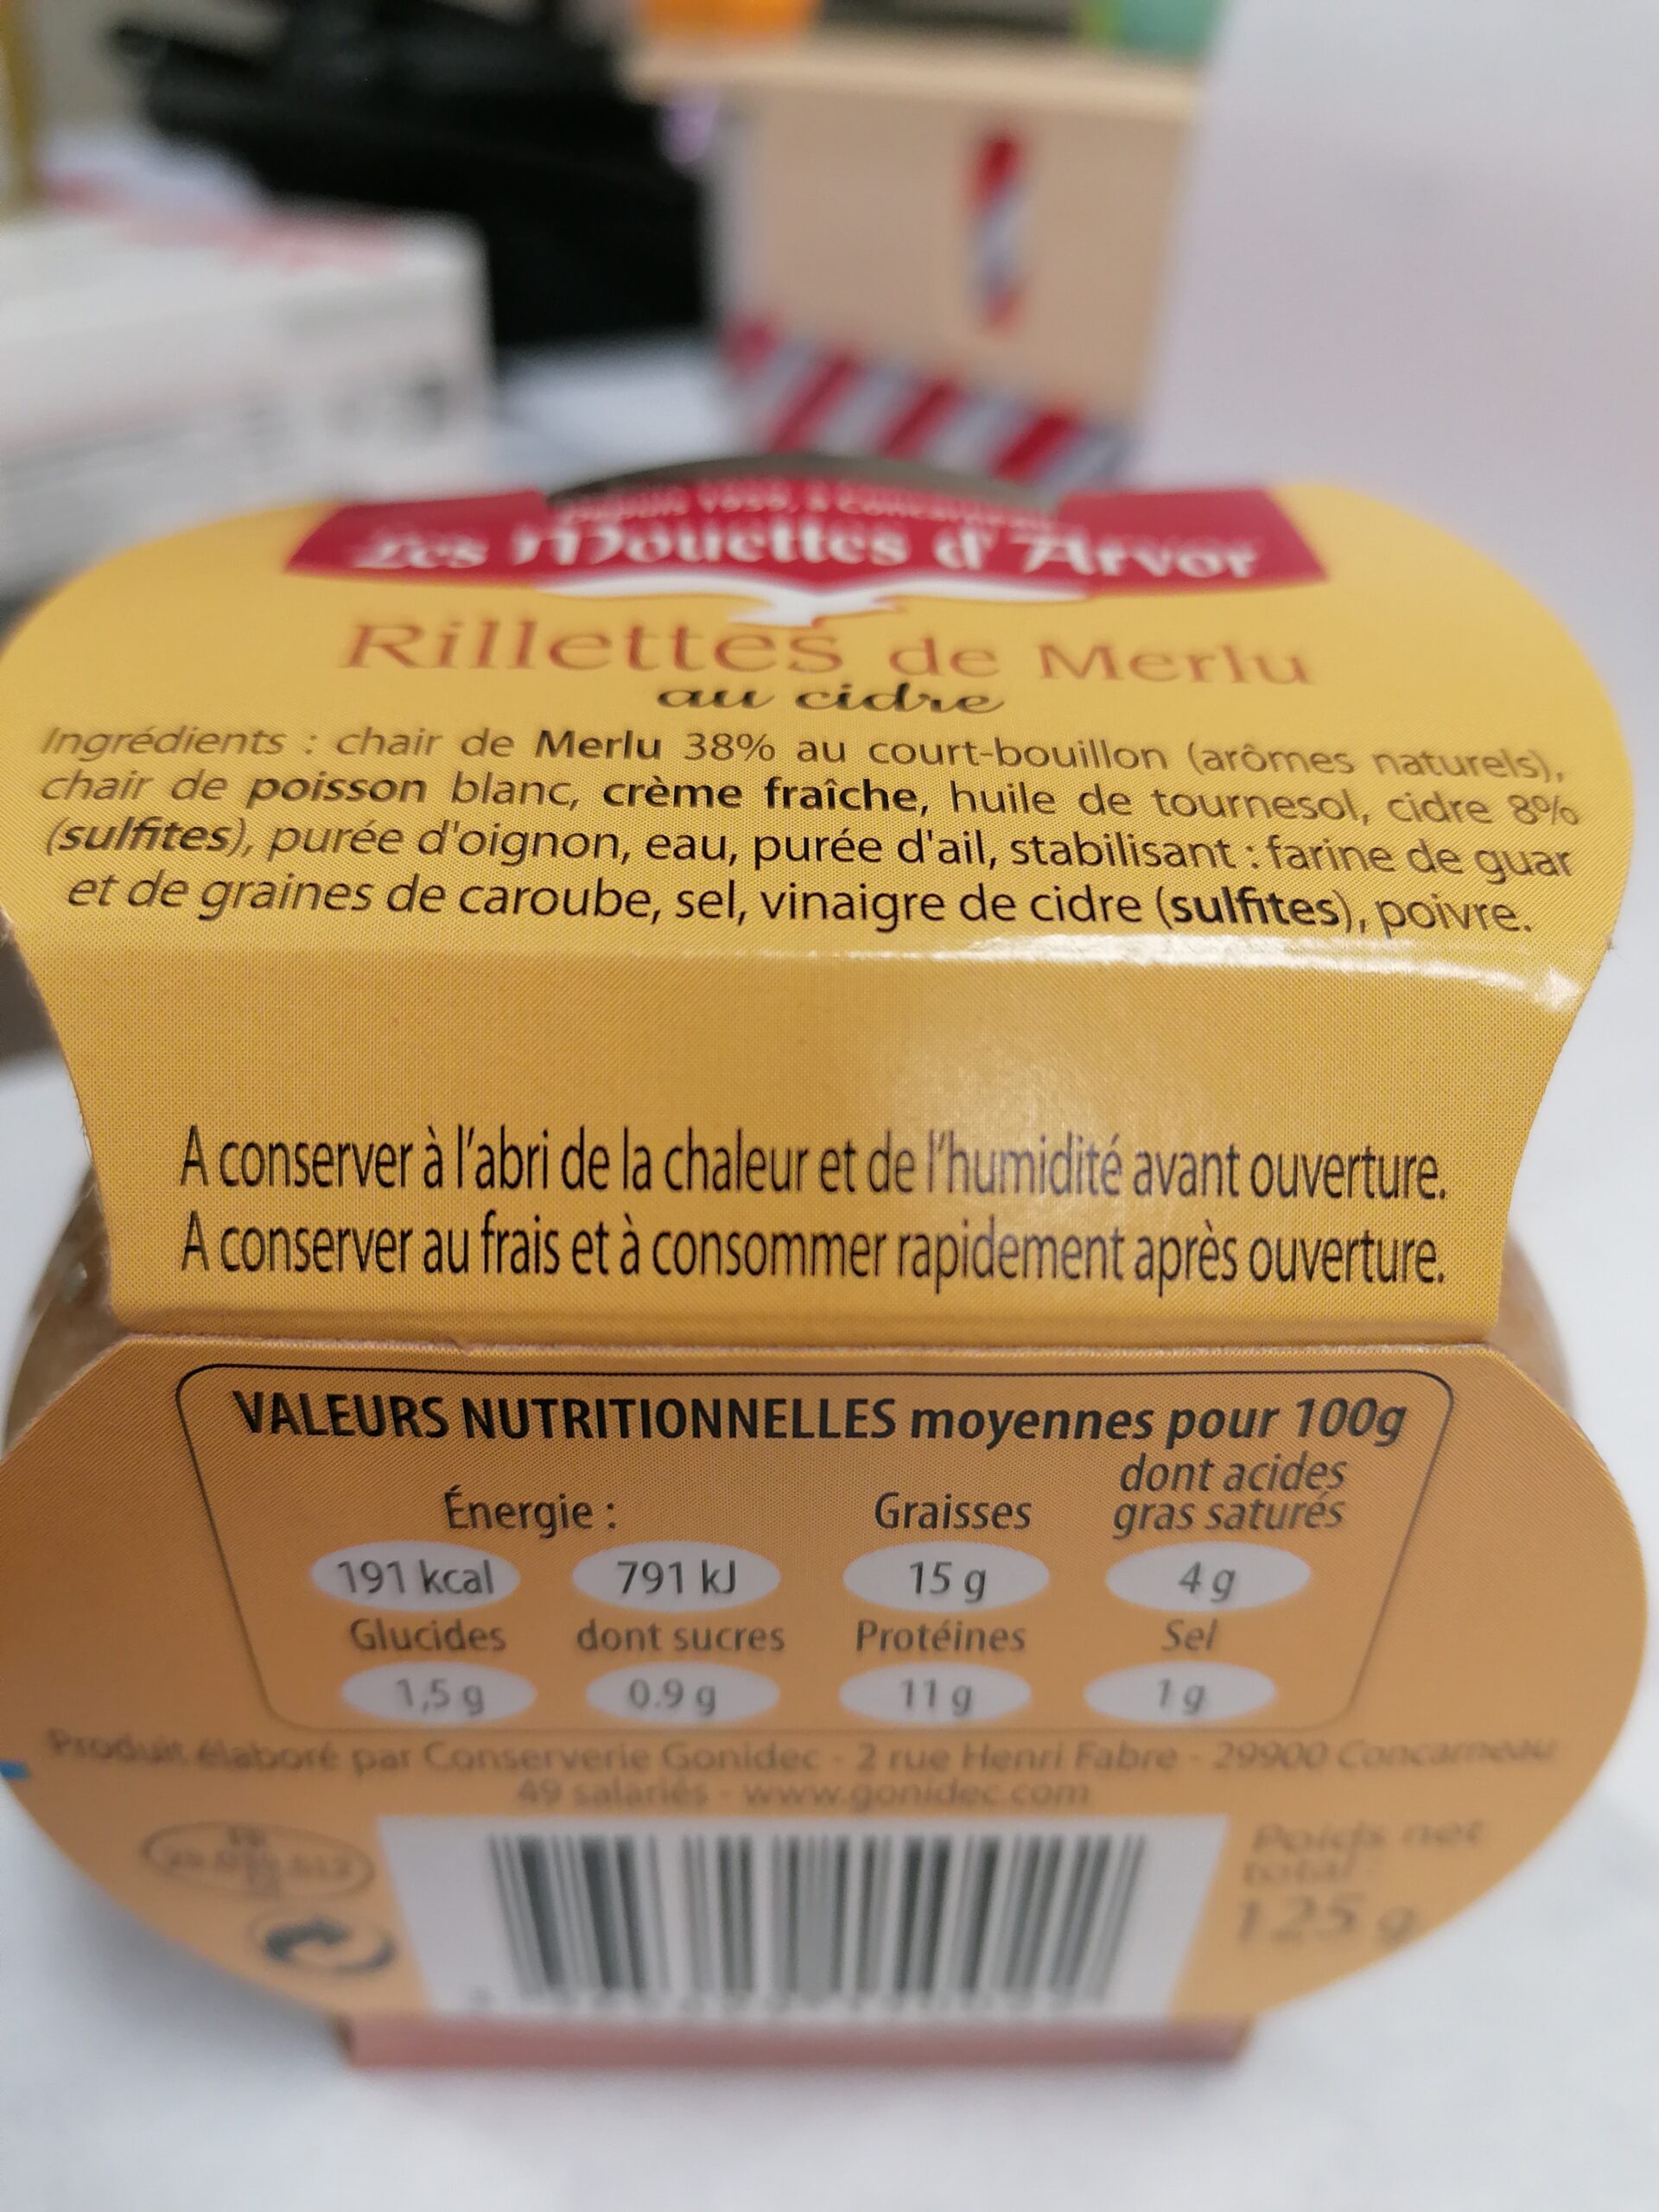 Depuis 1959, à Concarneau
Les Mouettes d'Arvor
Rillettes de Merlu
au cidre
Ingrédients : chair de Merlu 38% au court-bouillon (arômes naturels),
chair de poisson blanc, crème fraîche, huile de tournesol, cidre 8%
(sulfites), purée d'oignon, eau, purée d'ail, stabilisant : farine de guar
et de graines de caroube, sel, vinaigre de cidre (sulfites), poivre.
A conserver à l'abri de la chaleur et de l'humidité avant ouverture.
A conserver au frais et à consommer rapidement après ouverture.
VALEURS NUTRITIONNELLES moyennes pour 100g
Énergie : Graisses dont acides gras saturés
191 kcal 791 kJ 15 g 4 g
Glucides dont sucres Protéines Sel
1,5 g 0.9 g 11 g 1 g
Produit élaboré par Conserverie Gonidec - 2 rue Henri Fabre - 29900 Concarneau
49 salariés - www.gonidec.com
Poids net
total :
125 g